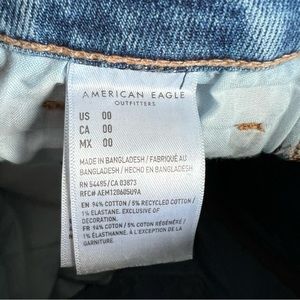 AMERICAN EAGLE
OUTFITTERS
US 00
CA 00
MX 00
MADE IN BANGLADESH / FABRIQUÉ AU
BANGLADESH / HECHO EN BANGLADESH
RN 54485/CA 03873
RFC# AEM120605U9A
EN 94% COTTON / 5% RECYCLED COTTON /
1% ELASTANE. EXCLUSIVE OF
DECORATION.
FR 94% COTON / 5% COTON RÉGÉNÉRÉ /
1% ÉLASTHANNE. À L'EXCEPTION DE LA
GARNITURE.